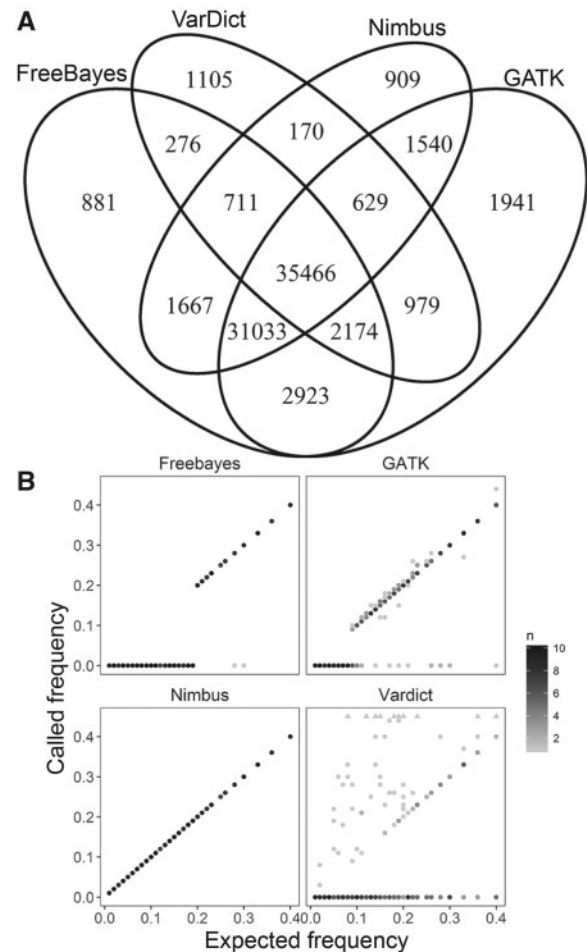 A
VarDict
Nimbus
FreeBayes
GATK
1105
909
276
170
1540
881
711
629
1941
35466
1667
979
31033
2174
2923
B
Freebayes
GATK
0.4
0.3
0.2
0.1
0.0
n
10
8
6
4
2
Nimbus
Vardict
0.4
0.3
0.2
0.1
0.0
Called frequency
0.0 0.1 0.2 0.3 0.4 0.0 0.1 0.2 0.3 0.4
Expected frequency